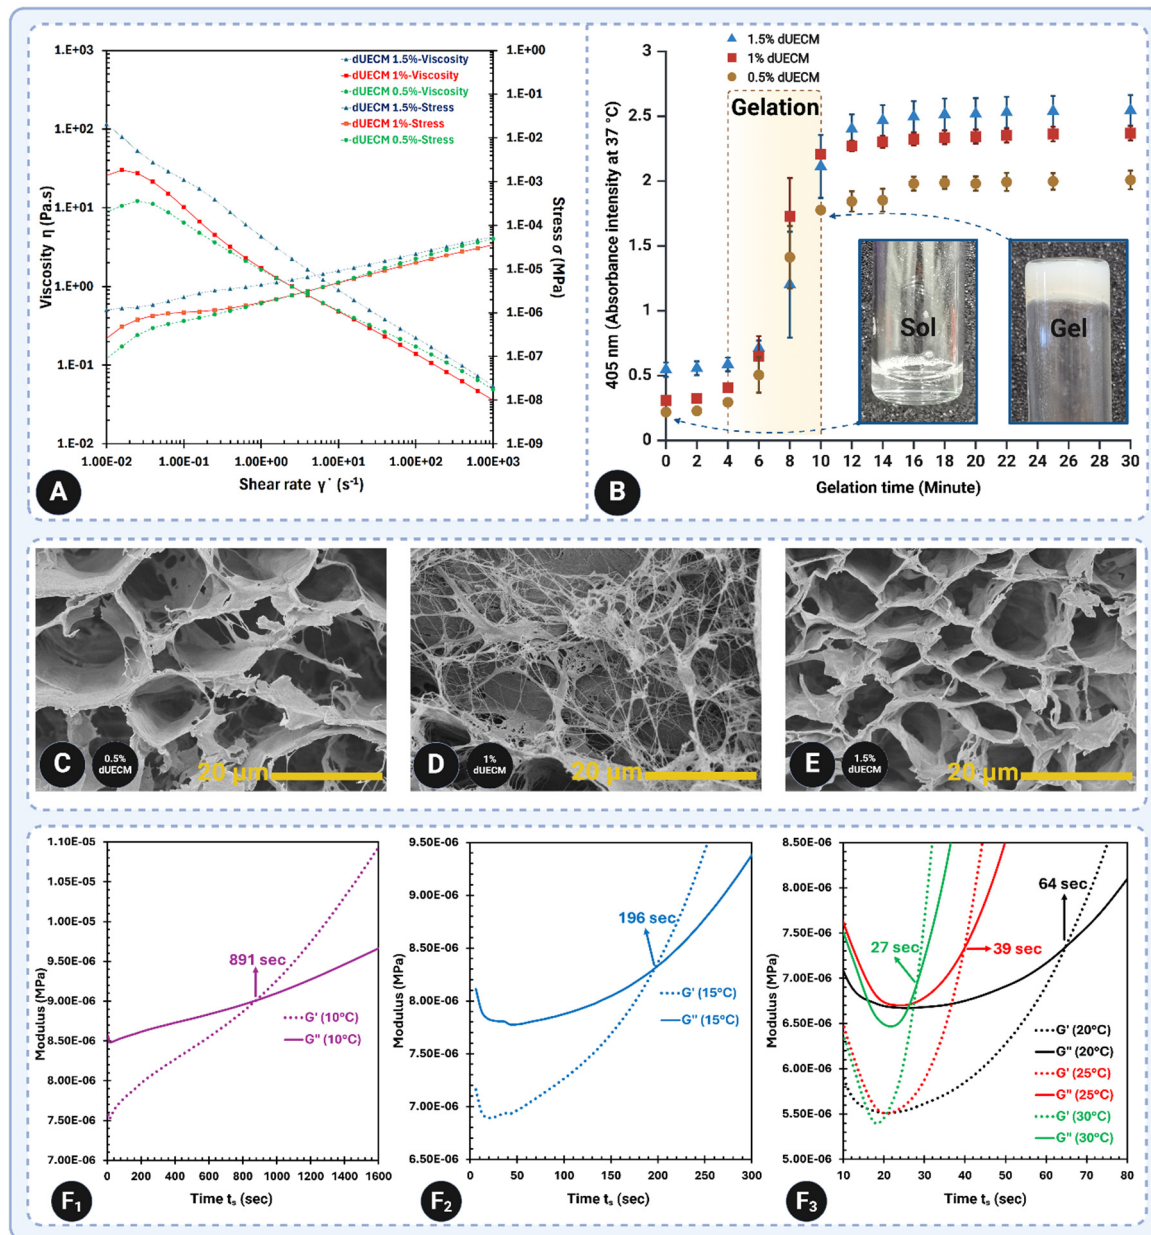 1.E+03
1.E+02
1.E+01
1.E+00
1.E-01
1.E-02
Viscosity η (Pa.s)
dUECM 1.5%-Viscosity
dUECM 1%-Viscosity
dUECM 0.5%-Viscosity
dUECM 1.5%-Stress
dUECM 1%-Stress
dUECM 0.5%-Stress
1.E+00
1.E-01
1.E-02
1.E-03
1.E-04
1.E-05
1.E-06
1.E-07
1.E-08
1.E-09
Stress σ (MPa)
1.00E-02 1.00E-01 1.00E+00 1.00E+01 1.00E+02 1.00E+03
Shear rate γ˙ (s⁻¹)
A
1.5% dUECM
1% dUECM
0.5% dUECM
Gelation
3
2.5
2
1.5
1
0.5
0
405 nm (Absorbance intensity at 37 °C)
Sol
Gel
0 2 4 6 8 10 12 14 16 18 20 22 24 26 28 30
Gelation time (Minute)
B
C
0.5%
dUECM
20 μm
D
1%
dUECM
20 μm
E
1.5%
dUECM
20 μm
1.10E-05
1.05E-05
1.00E-05
9.50E-06
9.00E-06
8.50E-06
8.00E-06
7.50E-06
7.00E-06
Modulus (MPa)
891 sec
G' (10°C)
G'' (10°C)
0 200 400 600 800 1000 1200 1400 1600
Time tₛ (sec)
F₁
9.50E-06
9.00E-06
8.50E-06
8.00E-06
7.50E-06
7.00E-06
6.50E-06
Modulus (MPa)
196 sec
G' (15°C)
G'' (15°C)
0 50 100 150 200 250 300
Time tₛ (sec)
F₂
8.50E-06
8.00E-06
7.50E-06
7.00E-06
6.50E-06
6.00E-06
5.50E-06
5.00E-06
Modulus (MPa)
64 sec
27 sec
39 sec
G' (20°C)
G'' (20°C)
G' (25°C)
G'' (25°C)
G' (30°C)
G'' (30°C)
10 20 30 40 50 60 70 80
Time tₛ (sec)
F₃